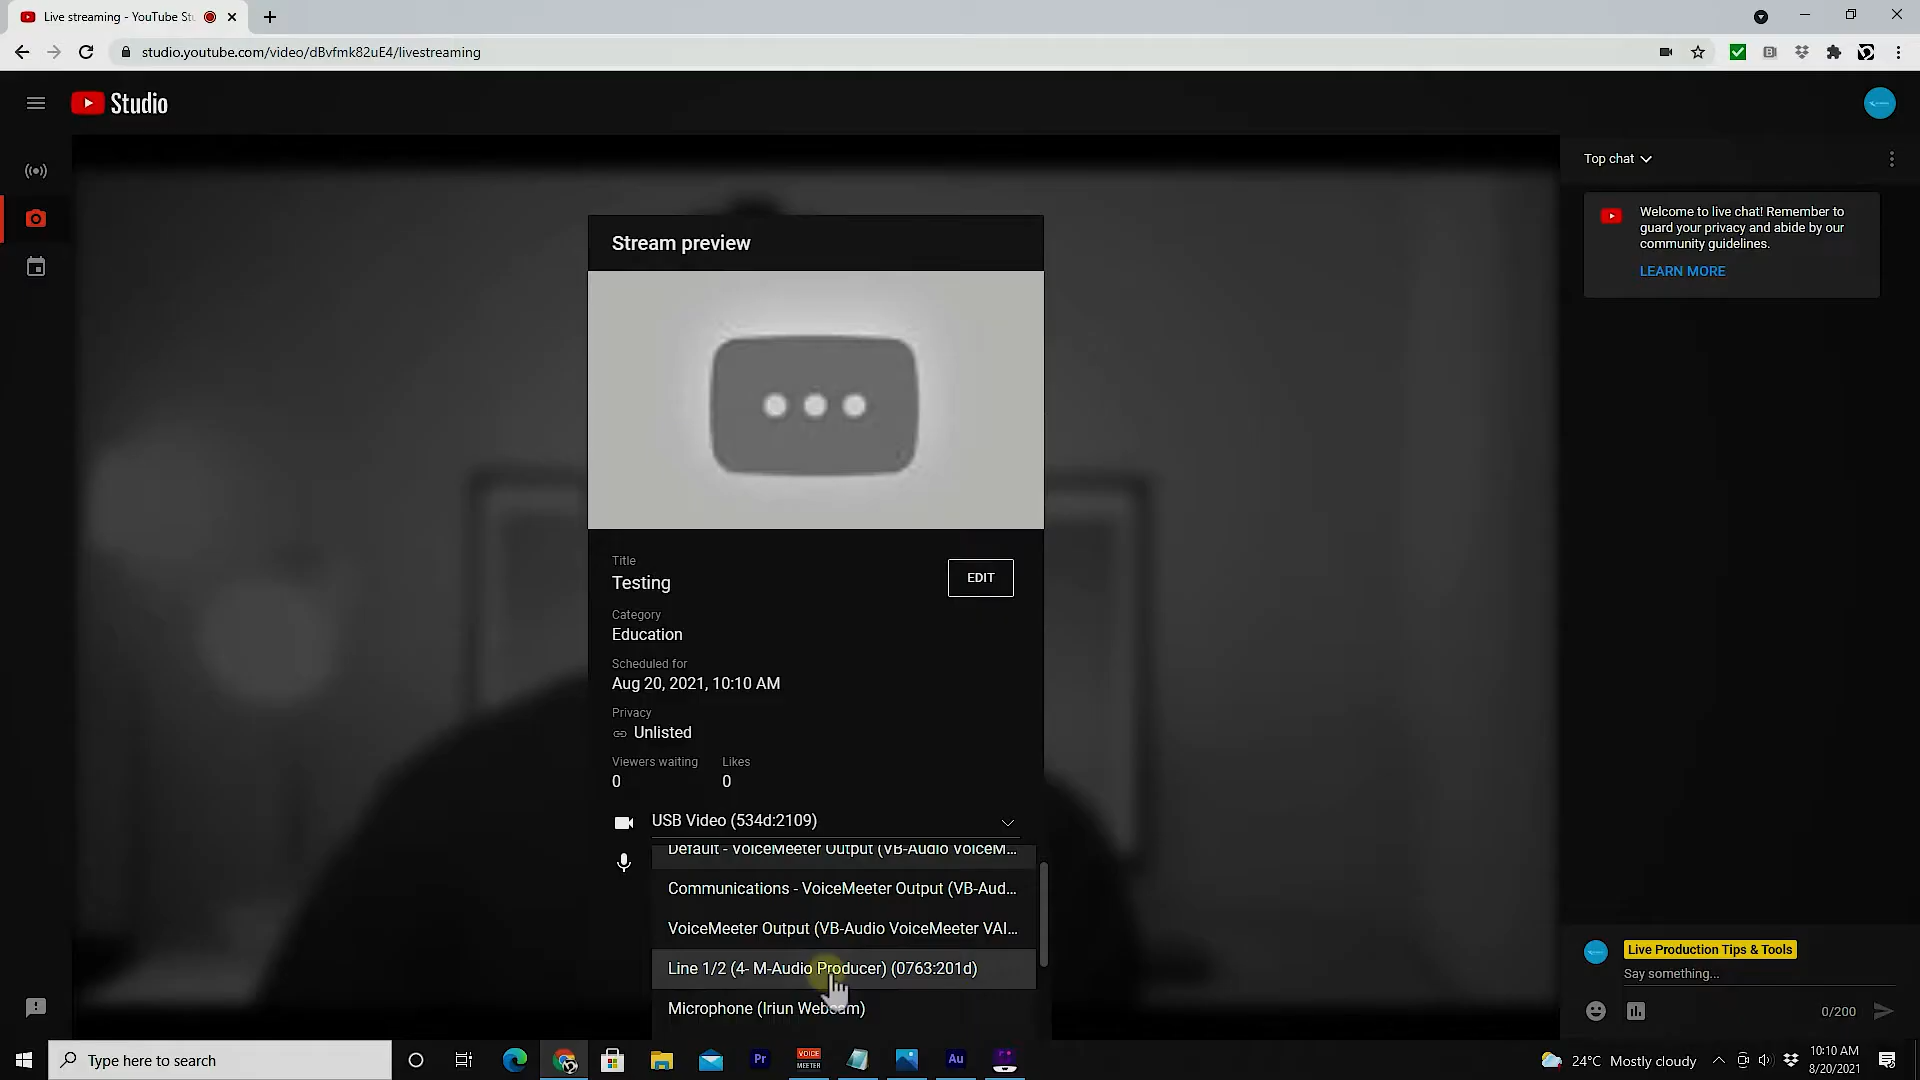 Live streaming - YouTube Stu
studio.youtube.com/video/dBvfmk82uE4/livestreaming
Studio
Top chat
Welcome to live chat! Remember to
guard your privacy and abide by our
community guidelines.
LEARN MORE
Stream preview
Title
Testing
EDIT
Category
Education
Scheduled for
Aug 20, 2021, 10:10 AM
Privacy
Unlisted
Viewers waiting Likes
0 0
USB Video (534d:2109)
Default - VoiceMeeter Output (VB-Audio VoiceM...
Communications - VoiceMeeter Output (VB-Aud...
VoiceMeeter Output (VB-Audio VoiceMeeter VAI...
Line 1/2 (4- M-Audio Producer) (0763:201d)
Microphone (Iriun Webcam)
Live Production Tips & Tools
Say something...
0/200
Type here to search
Pr
VOICE
MEETER
Au
24°C Mostly cloudy
10:10 AM
8/20/2021